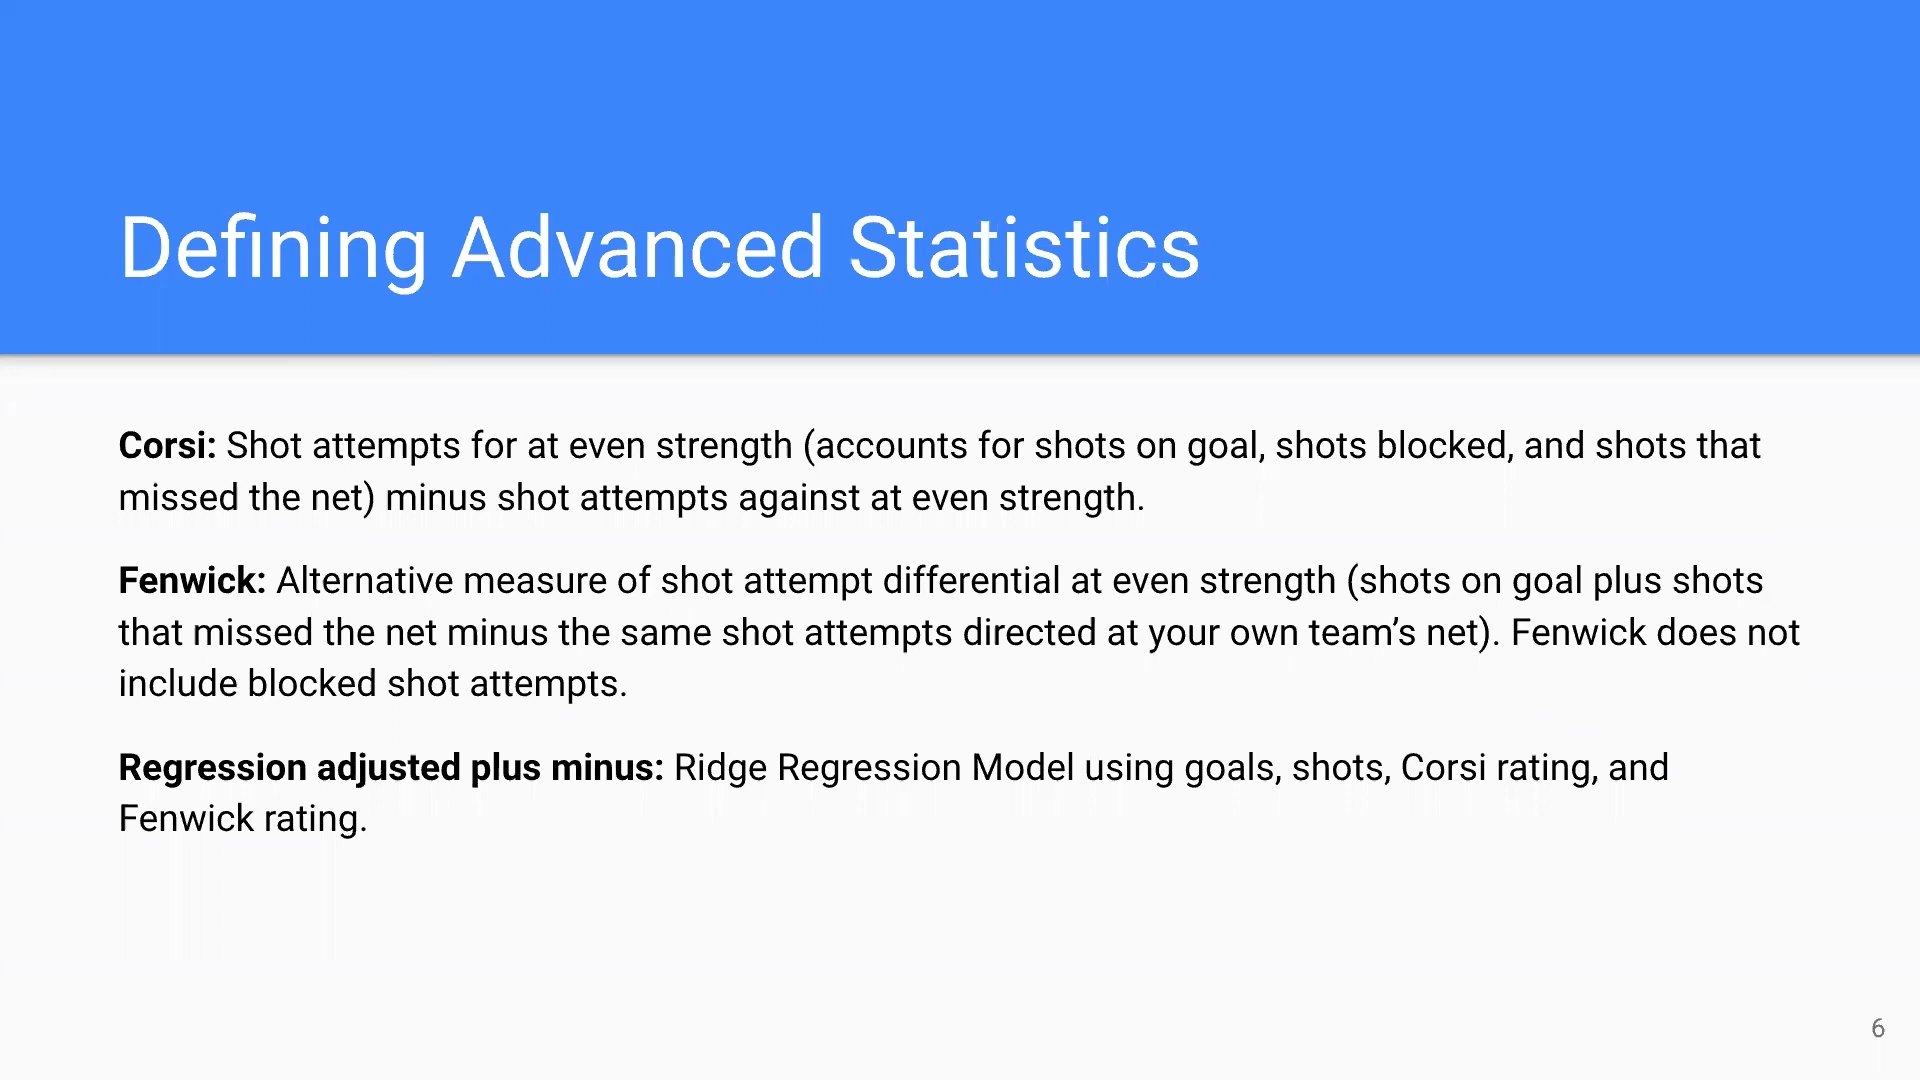 Defining Advanced Statistics
Corsi: Shot attempts for at even strength (accounts for shots on goal, shots blocked, and shots that
missed the net) minus shot attempts against at even strength.
Fenwick: Alternative measure of shot attempt differential at even strength (shots on goal plus shots
that missed the net minus the same shot attempts directed at your own team’s net). Fenwick does not
include blocked shot attempts.
Regression adjusted plus minus: Ridge Regression Model using goals, shots, Corsi rating, and
Fenwick rating.
6